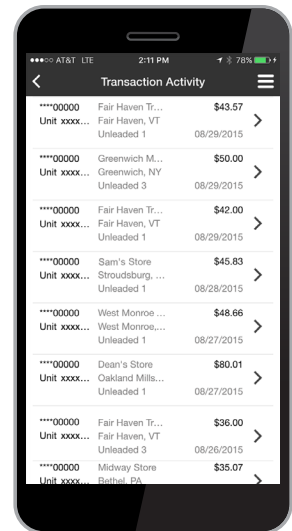 ●●●○○ AT&T LTE 2:11 PM 78%
Transaction Activity
****00000 Fair Haven Tr... $43.57
Unit xxxx... Fair Haven, VT
Unleaded 1 08/29/2015
****00000 Greenwich M... $50.00
Unit xxxx... Greenwich, NY
Unleaded 3 08/29/2015
****00000 Fair Haven Tr... $42.00
Unit xxxx... Fair Haven, VT
Unleaded 1 08/29/2015
****00000 Sam's Store $45.83
Unit xxxx... Stroudsburg, ...
Unleaded 1 08/28/2015
****00000 West Monroe ... $48.66
Unit xxxx... West Monroe,...
Unleaded 1 08/27/2015
****00000 Dean's Store $80.01
Unit xxxx... Oakland Mills...
Unleaded 1 08/27/2015
****00000 Fair Haven Tr... $36.00
Unit xxxx... Fair Haven, VT
Unleaded 3 08/26/2015
****00000 Midway Store $35.07
Unit xxxx... Bethel, PA